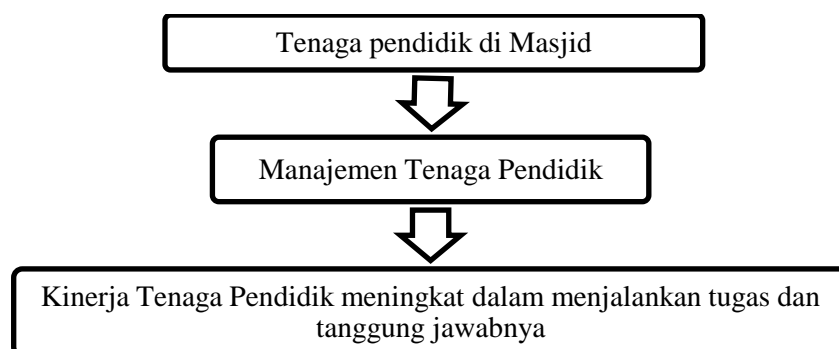 Tenaga pendidik di Masjid
Manajemen Tenaga Pendidik
Kinerja Tenaga Pendidik meningkat dalam menjalankan tugas dan
tanggung jawabnya